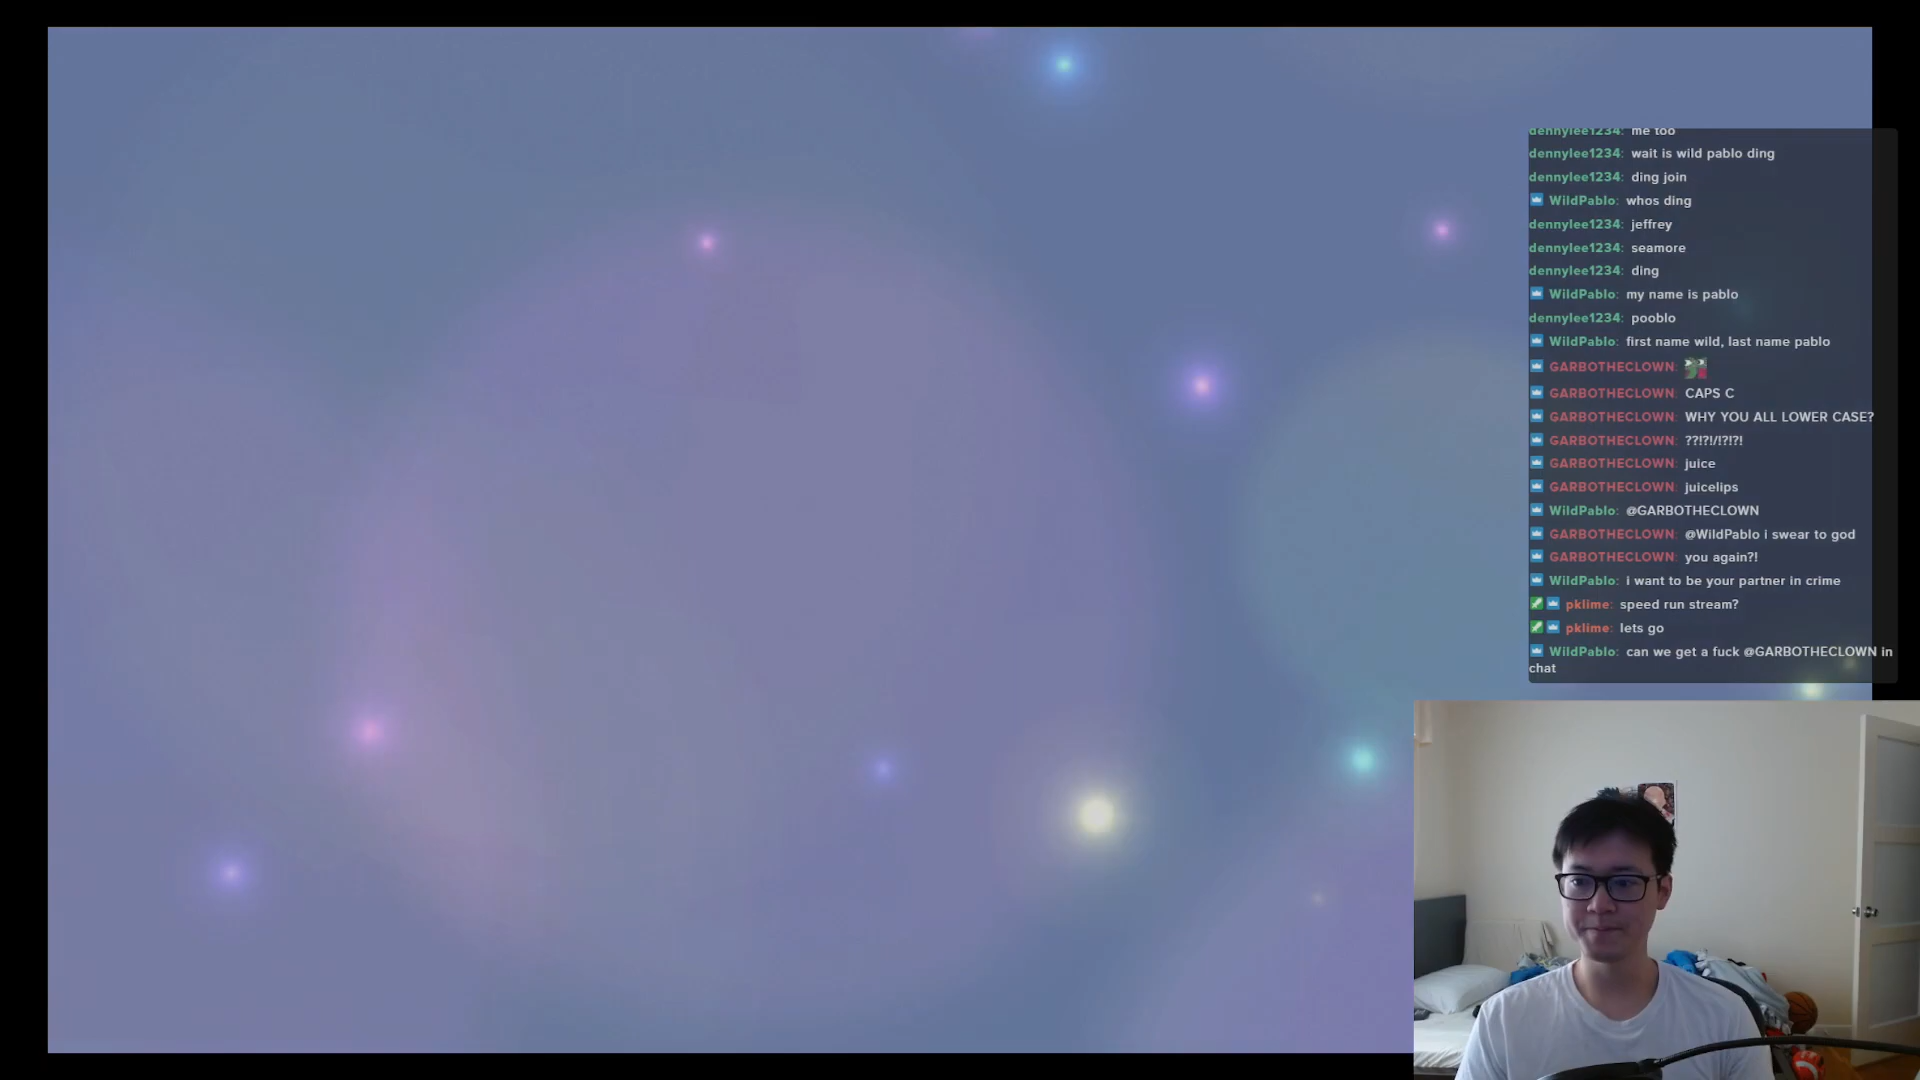 dennylee1234: me too
dennylee1234: wait is wild pablo ding
dennylee1234: ding join
WildPablo: whos ding
dennylee1234: jeffrey
dennylee1234: seamore
dennylee1234: ding
WildPablo: my name is pablo
dennylee1234: pooblo
WildPablo: first name wild, last name pablo
GARBOTHECLOWN:
GARBOTHECLOWN: CAPS C
GARBOTHECLOWN: WHY YOU ALL LOWER CASE?
GARBOTHECLOWN: ??!?!/!?!?!
GARBOTHECLOWN: juice
GARBOTHECLOWN: juicelips
WildPablo: @GARBOTHECLOWN
GARBOTHECLOWN: @WildPablo i swear to god
GARBOTHECLOWN: you again?!
WildPablo: i want to be your partner in crime
pklime: speed run stream?
pklime: lets go
WildPablo: can we get a fuck @GARBOTHECLOWN in
chat